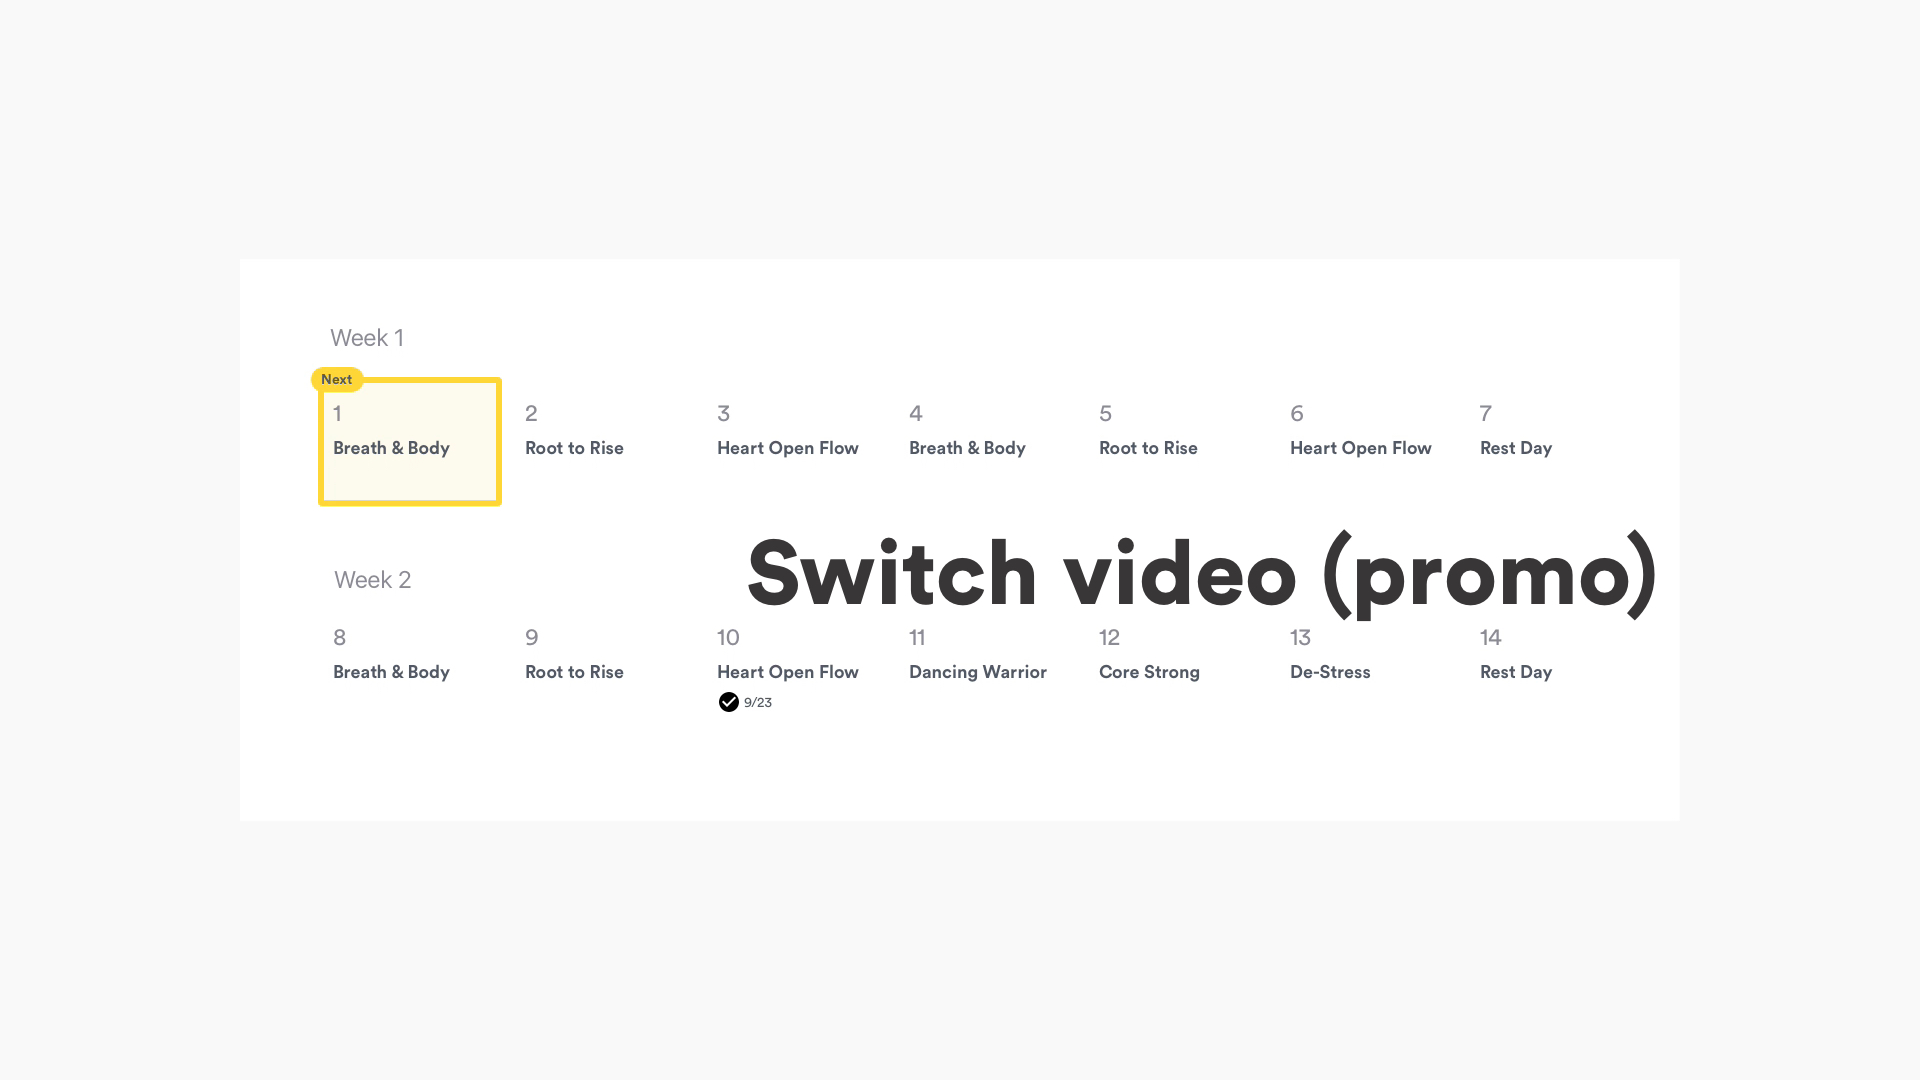 Week 1
Next
1 2 3 4 5 6 7
Breath & Body Root to Rise Heart Open Flow Breath & Body Root to Rise Heart Open Flow Rest Day
Switch video (promo)
Week 2
8 9 10 11 12 13 14
Breath & Body Root to Rise Heart Open Flow Dancing Warrior Core Strong De-Stress Rest Day
9/23